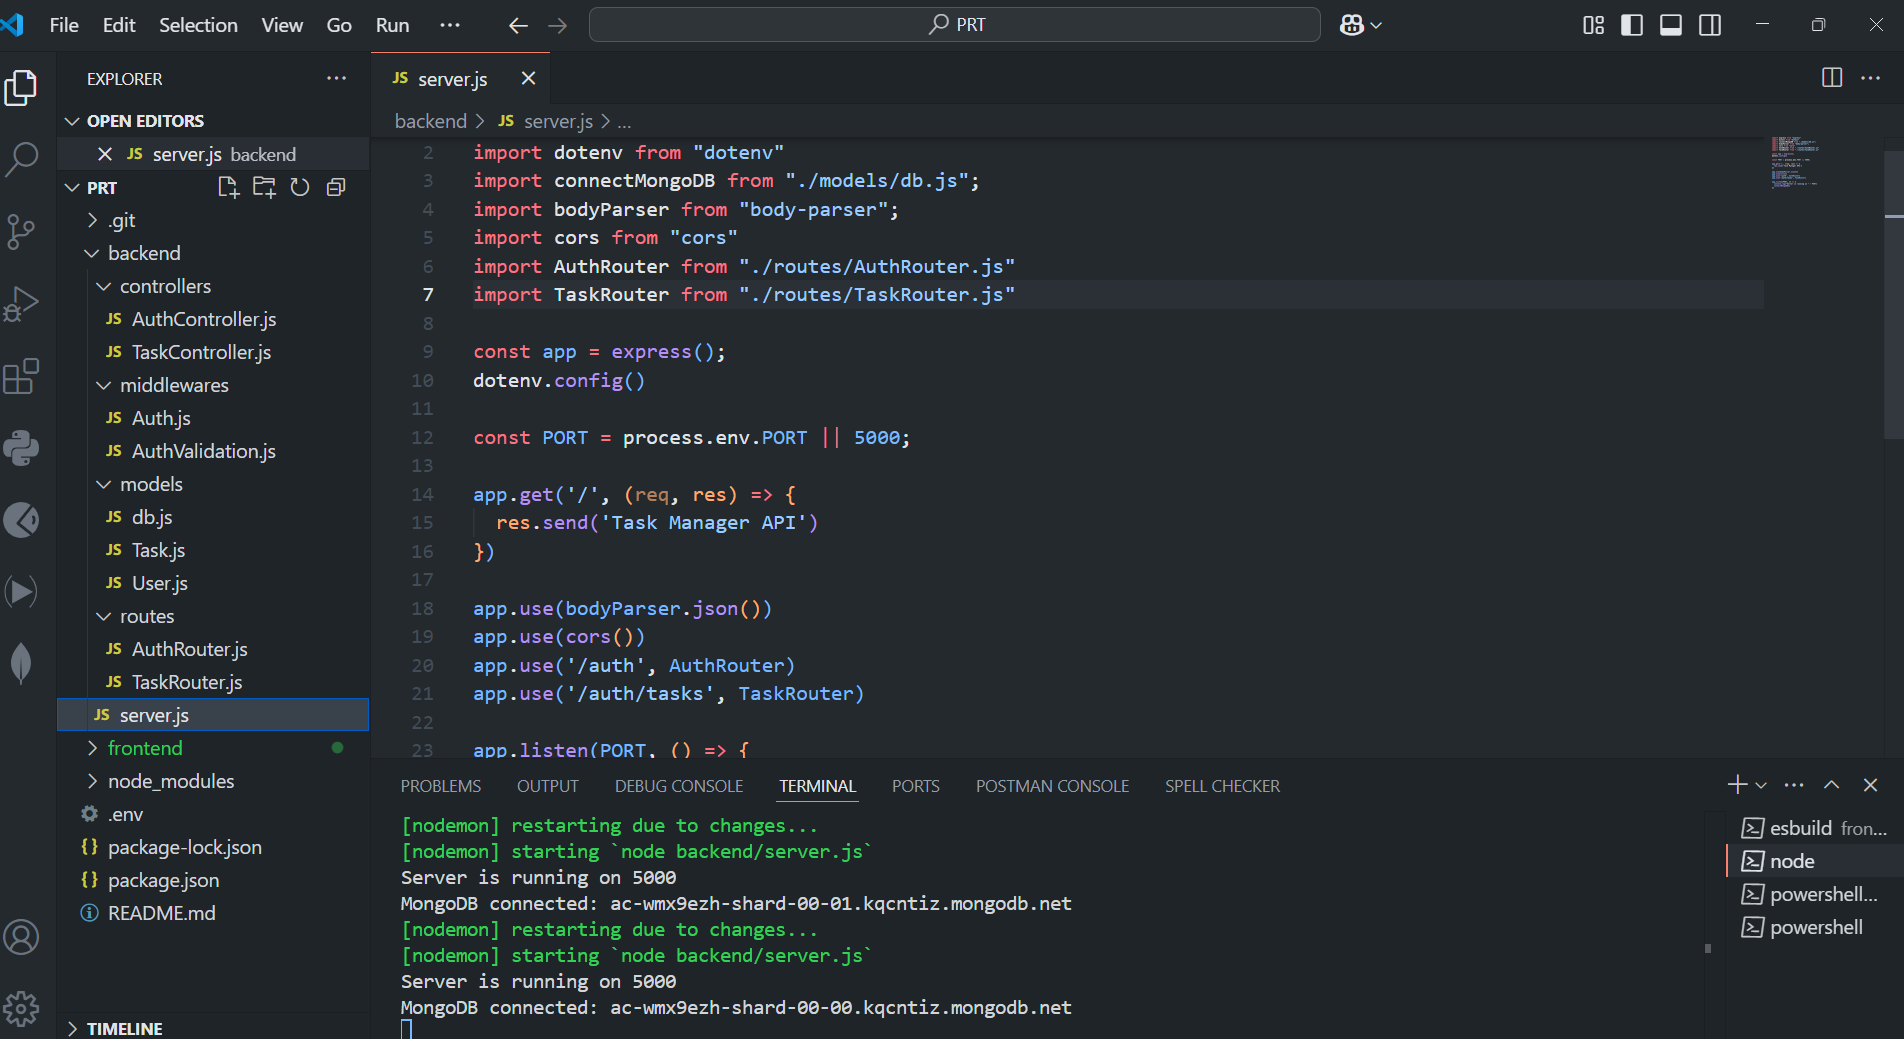 File Edit Selection View Go Run ··· PRT
EXPLORER ···
OPEN EDITORS
JS server.js backend
PRT
.git
backend
controllers
JS AuthController.js
JS TaskController.js
middlewares
JS Auth.js
JS AuthValidation.js
models
JS db.js
JS Task.js
JS User.js
routes
JS AuthRouter.js
JS TaskRouter.js
JS server.js
frontend
node_modules
.env
{} package-lock.json
{} package.json
README.md
TIMELINE
JS server.js
backend > JS server.js > ...
2 import dotenv from "dotenv"
3 import connectMongoDB from "./models/db.js";
4 import bodyParser from "body-parser";
5 import cors from "cors"
6 import AuthRouter from "./routes/AuthRouter.js"
7 import TaskRouter from "./routes/TaskRouter.js"
8
9 const app = express();
10 dotenv.config()
11
12 const PORT = process.env.PORT || 5000;
13
14 app.get('/', (req, res) => {
15 res.send('Task Manager API')
16 })
17
18 app.use(bodyParser.json())
19 app.use(cors())
20 app.use('/auth', AuthRouter)
21 app.use('/auth/tasks', TaskRouter)
22
23 app.listen(PORT, () => {
PROBLEMS OUTPUT DEBUG CONSOLE TERMINAL PORTS POSTMAN CONSOLE SPELL CHECKER
[nodemon] restarting due to changes...
[nodemon] starting `node backend/server.js`
Server is running on 5000
MongoDB connected: ac-wmx9ezh-shard-00-01.kqcntiz.mongodb.net
[nodemon] restarting due to changes...
[nodemon] starting `node backend/server.js`
Server is running on 5000
MongoDB connected: ac-wmx9ezh-shard-00-00.kqcntiz.mongodb.net
esbuild fron...
node
powershell...
powershell